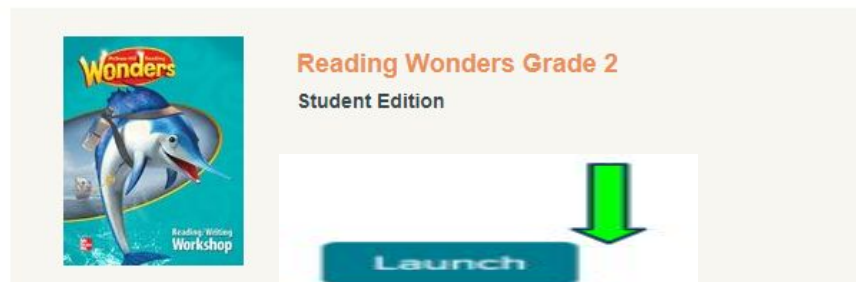 McGraw-Hill Reading
Wonders
Reading/Writing
Workshop
Reading Wonders Grade 2
Student Edition
Launch